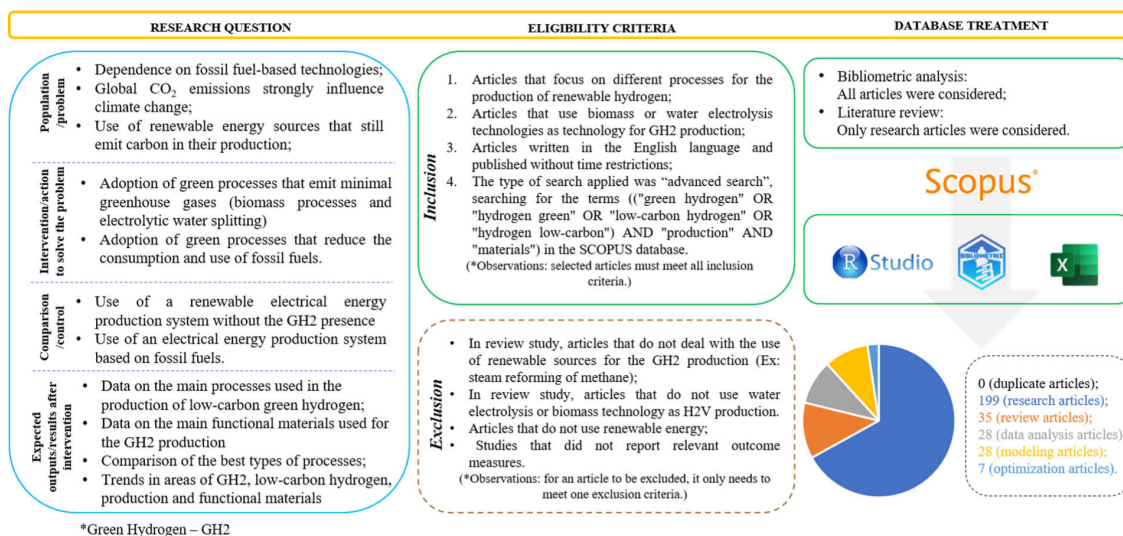 RESEARCH QUESTION
Population
/problem
• Dependence on fossil fuel-based technologies;
• Global CO2 emissions strongly influence
climate change;
• Use of renewable energy sources that still
emit carbon in their production;
Intervention/action
to solve the problem
• Adoption of green processes that emit minimal
greenhouse gases (biomass processes and
electrolytic water splitting)
• Adoption of green processes that reduce the
consumption and use of fossil fuels.
Comparison
/control
• Use of a renewable electrical energy
production system without the GH2 presence
• Use of an electrical energy production system
based on fossil fuels.
Expected
outputs/results after
intervention
• Data on the main processes used in the
production of low-carbon green hydrogen;
• Data on the main functional materials used for
the GH2 production
• Comparison of the best types of processes;
• Trends in areas of GH2, low-carbon hydrogen,
production and functional materials
*Green Hydrogen – GH2
ELIGIBILITY CRITERIA
Inclusion
1. Articles that focus on different processes for the
production of renewable hydrogen;
2. Articles that use biomass or water electrolysis
technologies as technology for GH2 production;
3. Articles written in the English language and
published without time restrictions;
4. The type of search applied was “advanced search”,
searching for the terms (("green hydrogen" OR
"hydrogen green" OR "low-carbon hydrogen" OR
"hydrogen low-carbon") AND "production" AND
"materials") in the SCOPUS database.
(*Observations: selected articles must meet all inclusion
criteria.)
Exclusion
• In review study, articles that do not deal with the use
of renewable sources for the GH2 production (Ex:
steam reforming of methane);
• In review study, articles that do not use water
electrolysis or biomass technology as H2V production.
• Articles that do not use renewable energy;
• Studies that did not report relevant outcome
measures.
(*Observations: for an article to be excluded, it only needs to
meet one exclusion criteria.)
DATABASE TREATMENT
• Bibliometric analysis:
All articles were considered;
• Literature review:
Only research articles were considered.
Scopus®
R Studio
BIBLIOMETRIX
X
0 (duplicate articles;
199 (research articles);
35 (review articles);
28 (data analysis articles)
28 (modeling articles);
7 (optimization articles).